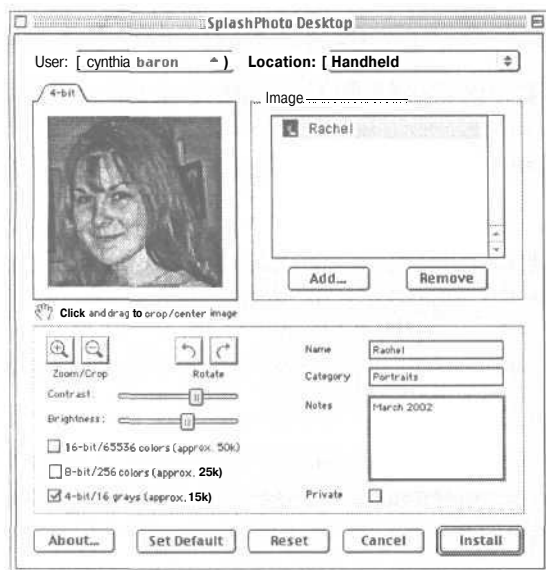 SplashPhoto Desktop
User: [ cynthia baron ) Location: [ Handheld
4-bit
Image
Rachel
Add... Remove
Click and drag to crop/center image
Zoom/Crop Rotate
Name Rachel
Category Portraits
Contrast:
Notes March 2002
Brightness:
16-bit/65536 colors (approx. 50k)
8-bit/256 colors (approx. 25k)
4-bit/16 grays (approx. 15k) Private
About... Set Default Reset Cancel Install